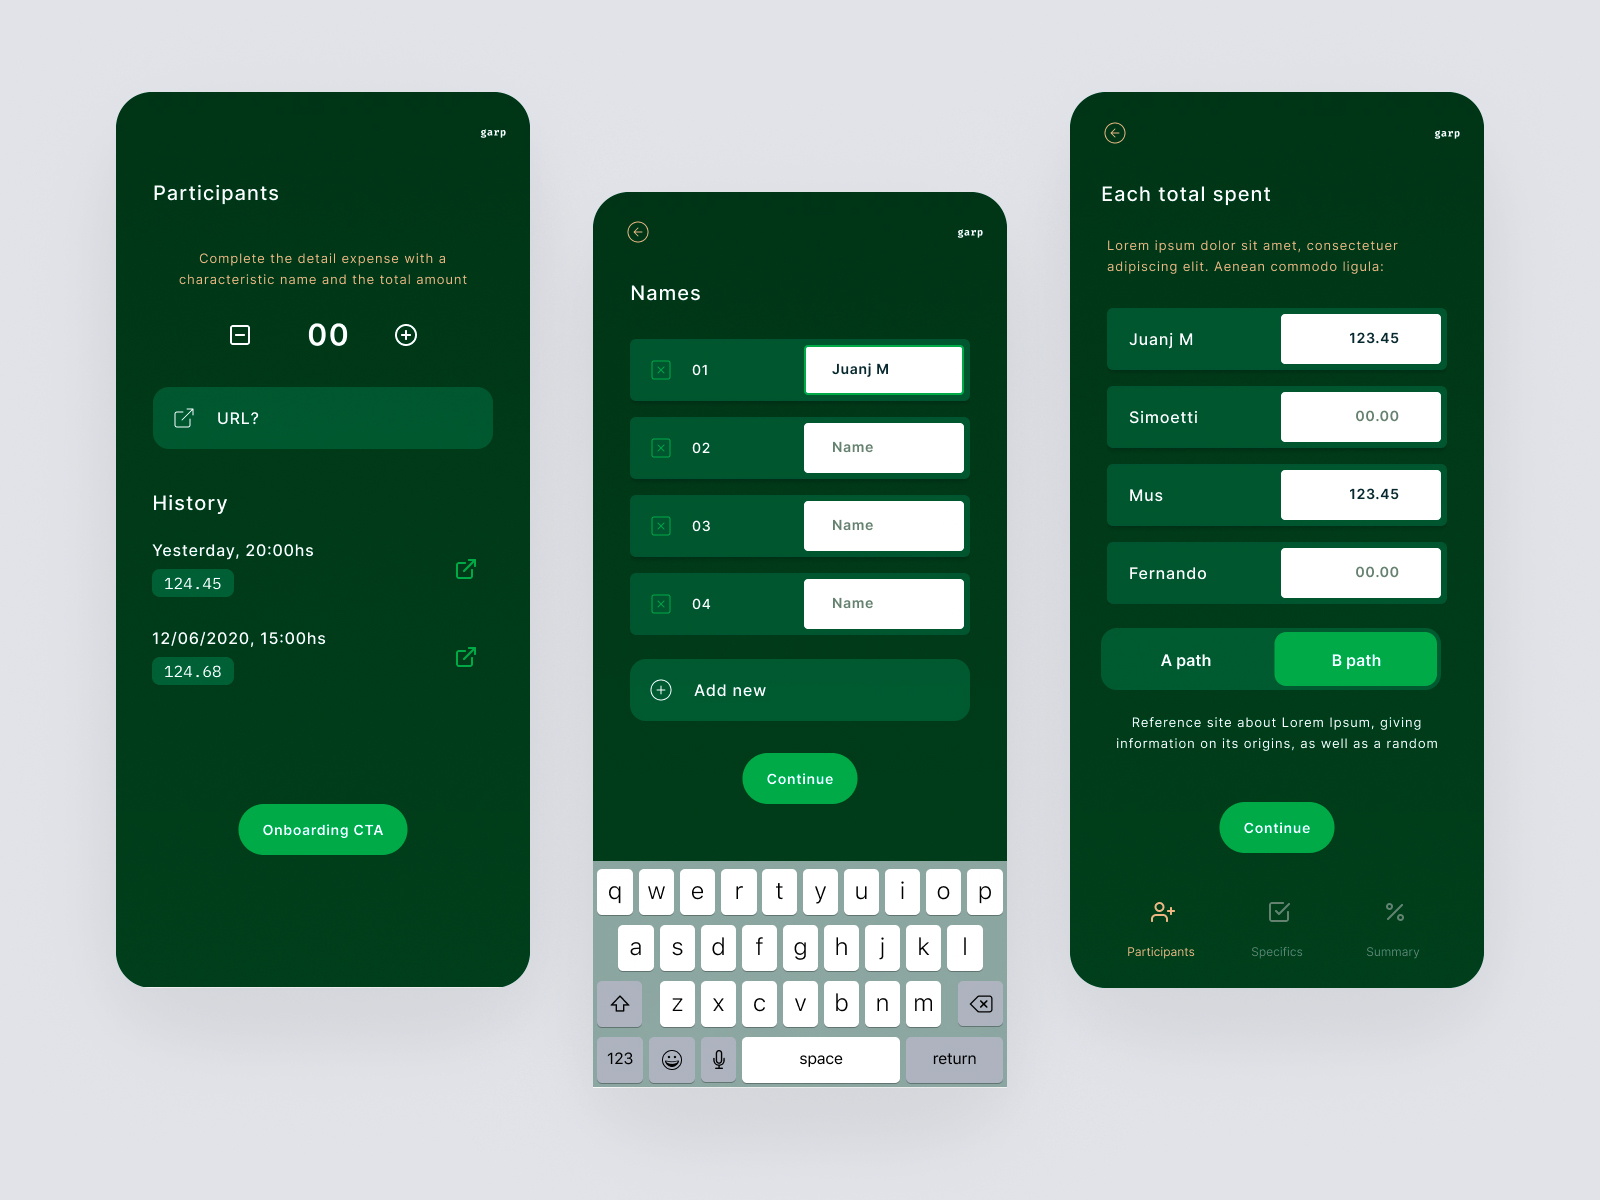 garp
Participants
Complete the detail expense with a
characteristic name and the total amount
00
URL?
History
Yesterday, 20:00hs
124.45
12/06/2020, 15:00hs
124.68
Onboarding CTA
garp
Names
01 Juanj M
02 Name
03 Name
04 Name
Add new
Continue
q w e r t y u i o p
a s d f g h j k l
z x c v b n m
123 space return
garp
Each total spent
Lorem ipsum dolor sit amet, consectetuer
adipiscing elit. Aenean commodo ligula:
Juanj M 123.45
Simoetti 00.00
Mus 123.45
Fernando 00.00
A path B path
Reference site about Lorem Ipsum, giving
information on its origins, as well as a random
Continue
Participants Specifics Summary